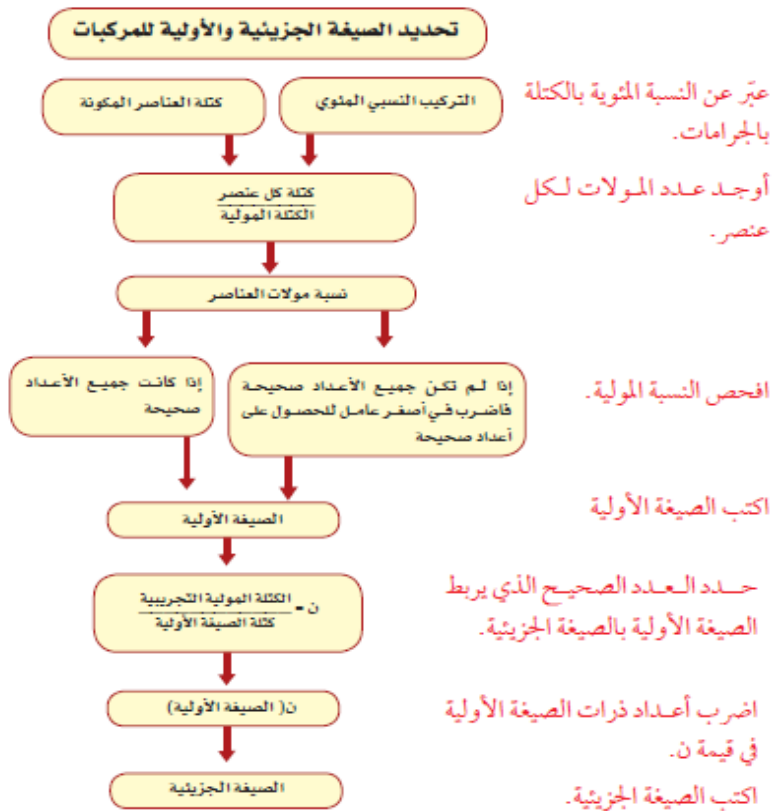 تحديد الصيغة الجزيئية والأولية للمركبات
عبّر عن النسبة المئوية بالكتلة
بالجرامات.
التركيب النسبي المئوي
كتلة العناصر المكونة
أوجد عدد المولات لكل
عنصر.
كتلة كل عنصر
الكتلة المولية
نسبة مولات العناصر
افحص النسبة المولية.
إذا لم تكن جميع الأعداد صحيحة
فاضرب في أصغر عامل للحصول على
أعداد صحيحة
إذا كانت جميع الأعداد
صحيحة
اكتب الصيغة الأولية
الصيغة الأولية
حدد العدد الصحيح الذي يربط
الصيغة الأولية بالصيغة الجزيئية.
ن = الكتلة المولية التجريبية
كتلة الصيغة الأولية
اضرب أعداد ذرات الصيغة الأولية
في قيمة ن.
ن( الصيغة الأولية)
اكتب الصيغة الجزيئية.
الصيغة الجزيئية